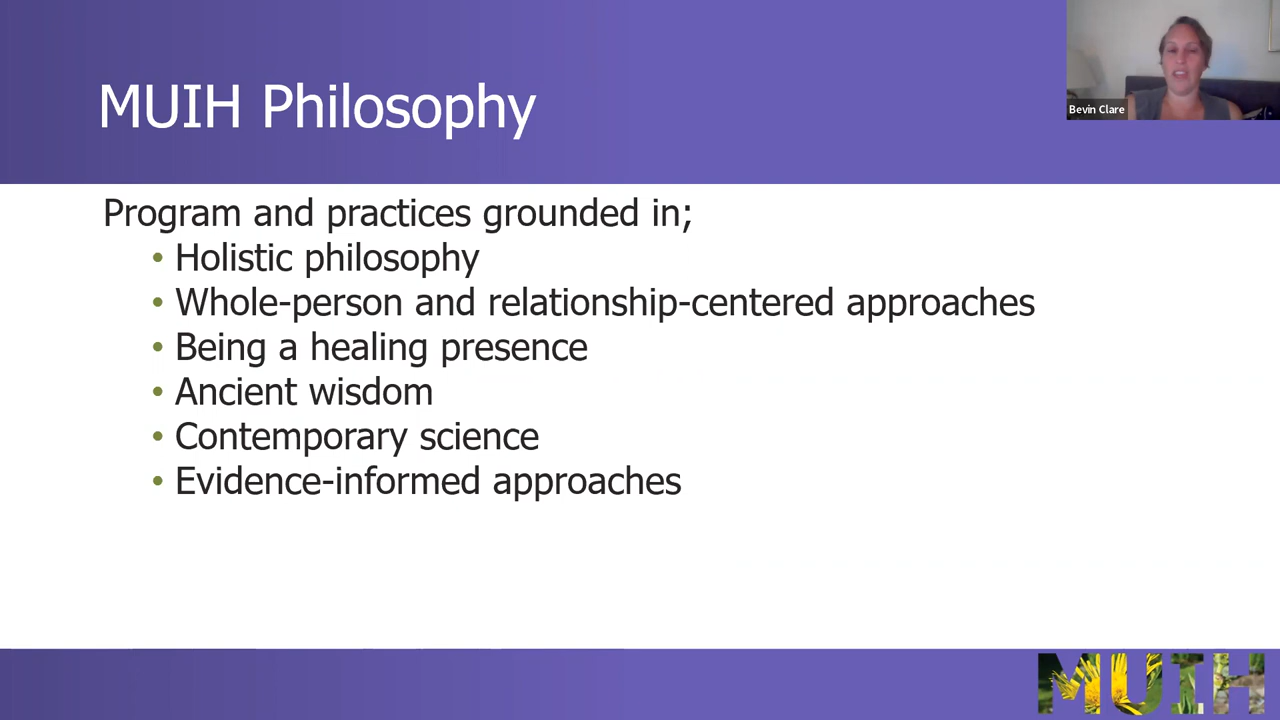 MUIH Philosophy
Bevin Clare
Program and practices grounded in;
• Holistic philosophy
• Whole-person and relationship-centered approaches
• Being a healing presence
• Ancient wisdom
• Contemporary science
• Evidence-informed approaches
MUIH